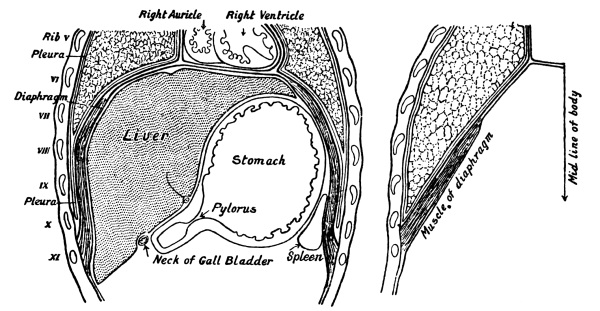 Right Auricle Right Ventricle
Rib V
Pleura
VI
Diaphragm
VII
Liver
VIII
Stomach
IX
Pleura
Pylorus
X
XI
Neck of Gall Bladder
Spleen
Muscle of diaphragm
Mid line of body